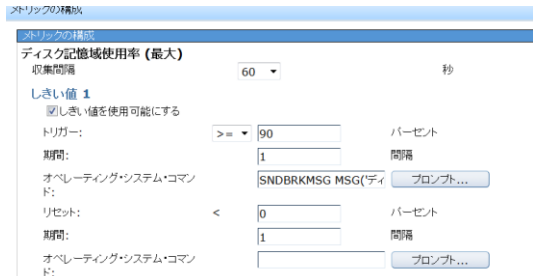 メトリックの構成
メトリックの構成
ディスク記憶域使用率 (最大)
収集間隔 60 秒
しきい値 1
しきい値を使用可能にする
トリガー: >= 90 パーセント
期間: 1 間隔
オペレーティング・システム・コマン
ド: SNDBRKMSG MSG('ディ プロンプト...
リセット: < 0 パーセント
期間: 1 間隔
オペレーティング・システム・コマン
ド: プロンプト...